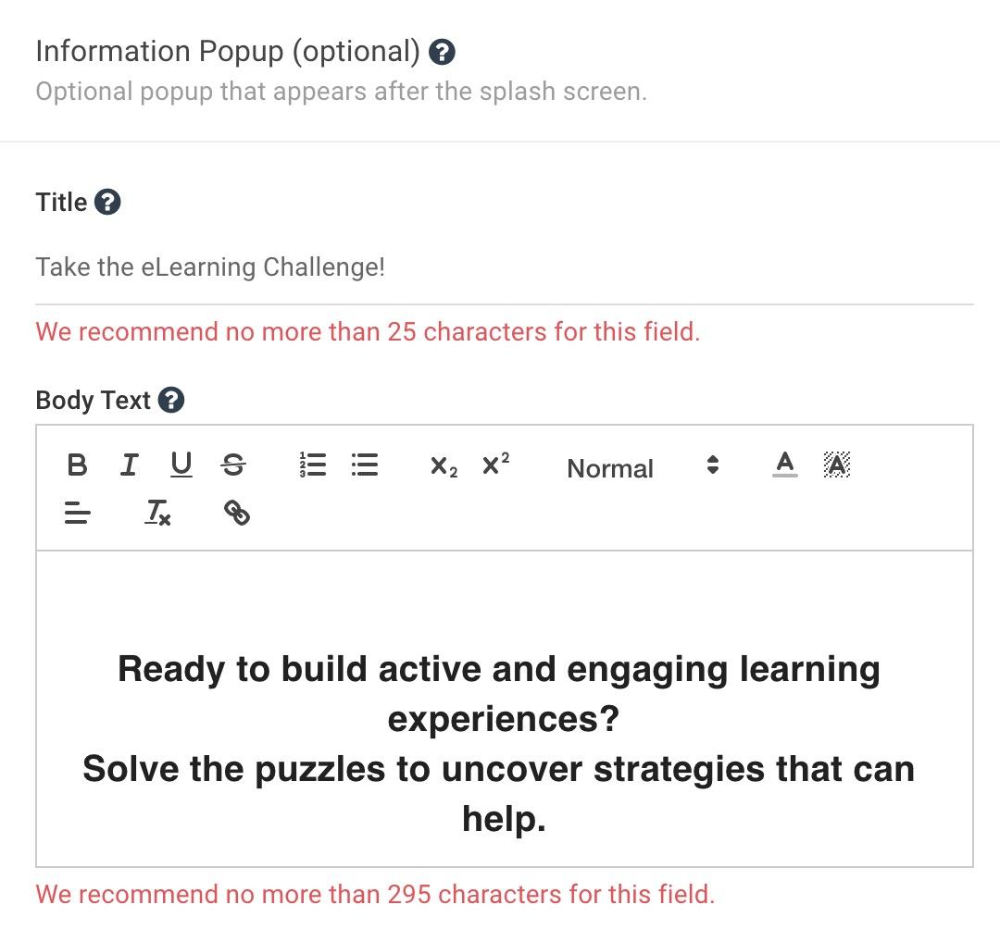 Information Popup (optional) ?
Optional popup that appears after the splash screen.
Title ?
Take the eLearning Challenge!
We recommend no more than 25 characters for this field.
Body Text ?
B I U S X₂ X² Normal A A
Tx
Ready to build active and engaging learning
experiences?
Solve the puzzles to uncover strategies that can
help.
We recommend no more than 295 characters for this field.